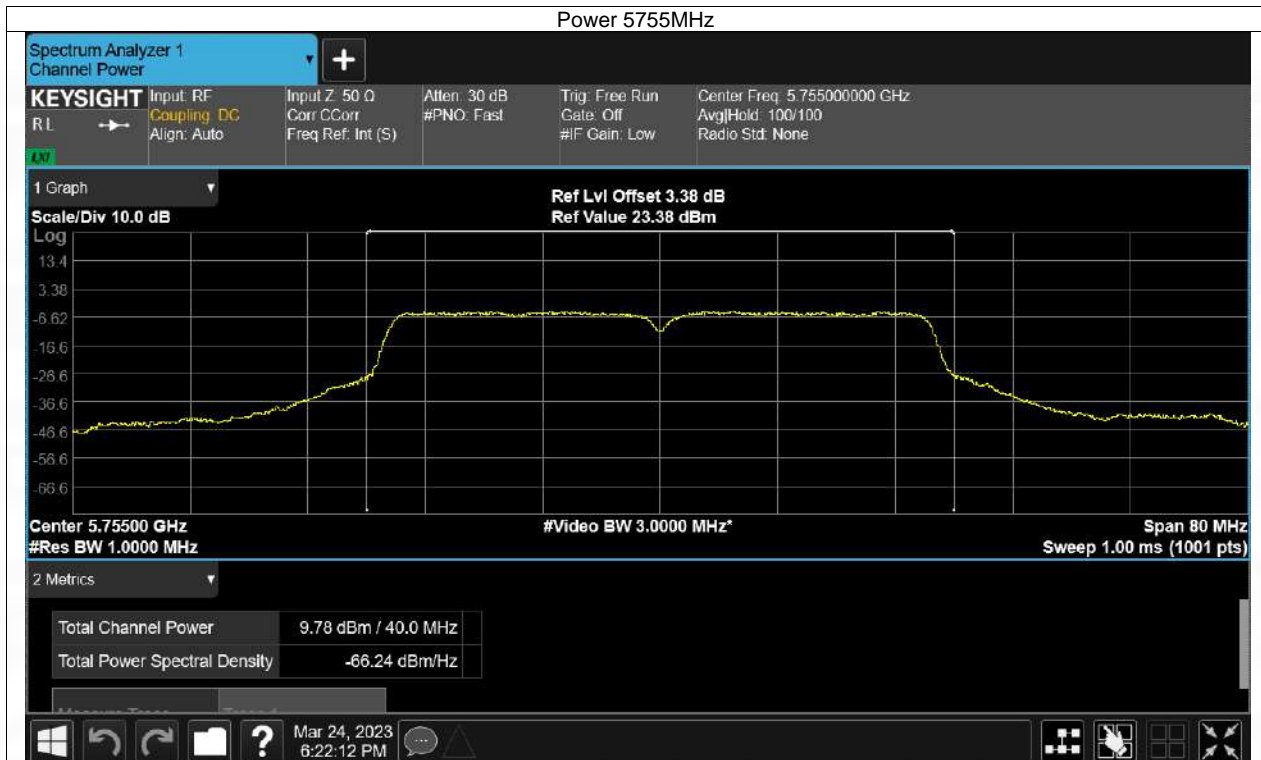 Power 5755MHz
Spectrum Analyzer 1
Channel Power
+
KEYSIGHT
RL
LXI
Input: RF
Coupling: DC
Align: Auto
Input Z: 50 Ω
Corr CCorr
Freq Ref: Int (S)
Atten: 30 dB
#PNO: Fast
Trig: Free Run
Gate: Off
#IF Gain: Low
Center Freq: 5.755000000 GHz
Avg|Hold: 100/100
Radio Std: None
1 Graph
Scale/Div 10.0 dB
Ref Lvl Offset 3.38 dB
Ref Value 23.38 dBm
Log
13.4
3.38
-6.62
-16.6
-26.6
-36.6
-46.6
-56.6
-66.6
Center 5.75500 GHz
#Res BW 1.0000 MHz
#Video BW 3.0000 MHz*
Span 80 MHz
Sweep 1.00 ms (1001 pts)
2 Metrics
Total Channel Power 9.78 dBm / 40.0 MHz
Total Power Spectral Density -66.24 dBm/Hz
?
Mar 24, 2023
6:22:12 PM